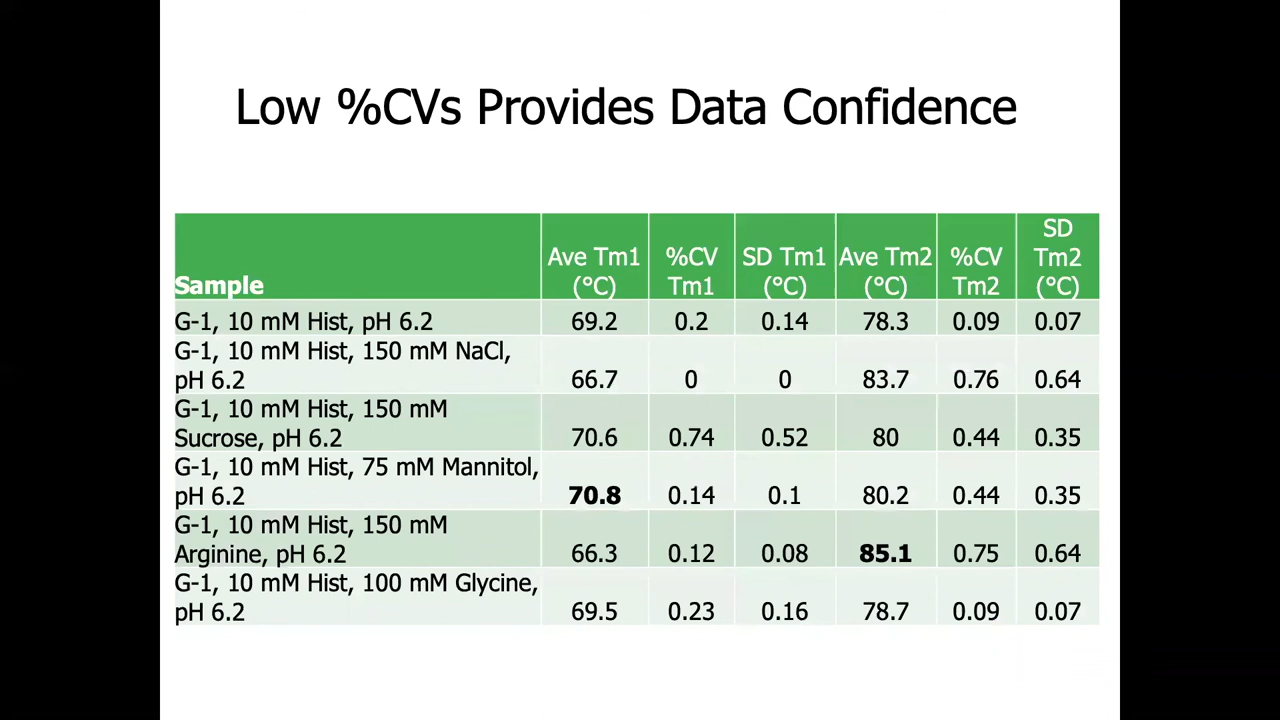 Low %CVs Provides Data Confidence
Sample Ave Tm1 (°C) %CV Tm1 SD Tm1 (°C) Ave Tm2 (°C) %CV Tm2 SD Tm2 (°C)
G-1, 10 mM Hist, pH 6.2 69.2 0.2 0.14 78.3 0.09 0.07
G-1, 10 mM Hist, 150 mM NaCl,
pH 6.2 66.7 0 0 83.7 0.76 0.64
G-1, 10 mM Hist, 150 mM
Sucrose, pH 6.2 70.6 0.74 0.52 80 0.44 0.35
G-1, 10 mM Hist, 75 mM Mannitol,
pH 6.2 70.8 0.14 0.1 80.2 0.44 0.35
G-1, 10 mM Hist, 150 mM
Arginine, pH 6.2 66.3 0.12 0.08 85.1 0.75 0.64
G-1, 10 mM Hist, 100 mM Glycine,
pH 6.2 69.5 0.23 0.16 78.7 0.09 0.07